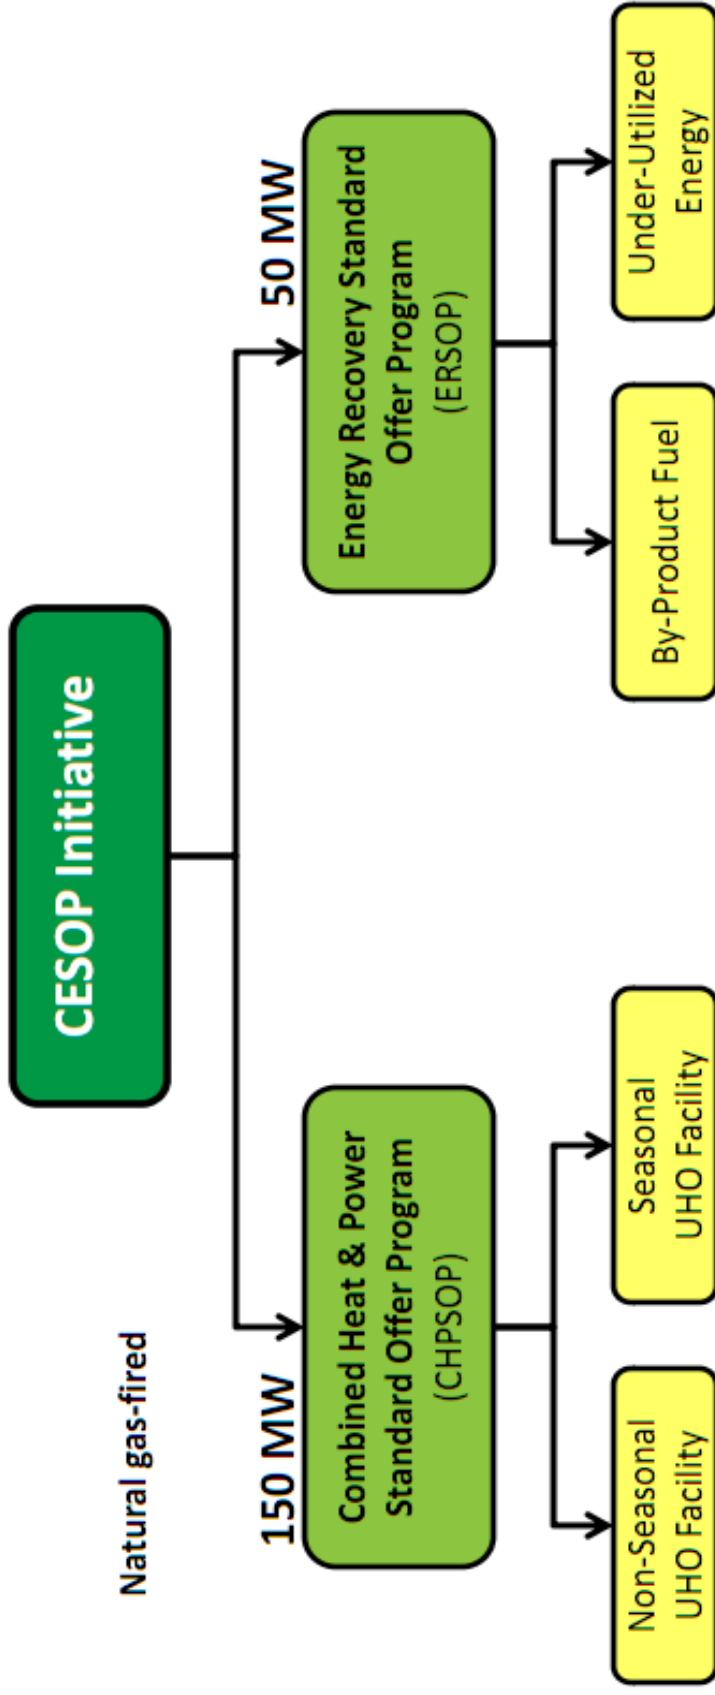 CESOP Initiative
Natural gas-fired
150 MW
50 MW
Combined Heat & Power
Standard Offer Program
(CHPSOP)
Energy Recovery Standard
Offer Program
(ERSOP)
Non-Seasonal
UHO Facility
Seasonal
UHO Facility
By-Product Fuel
Under-Utilized
Energy